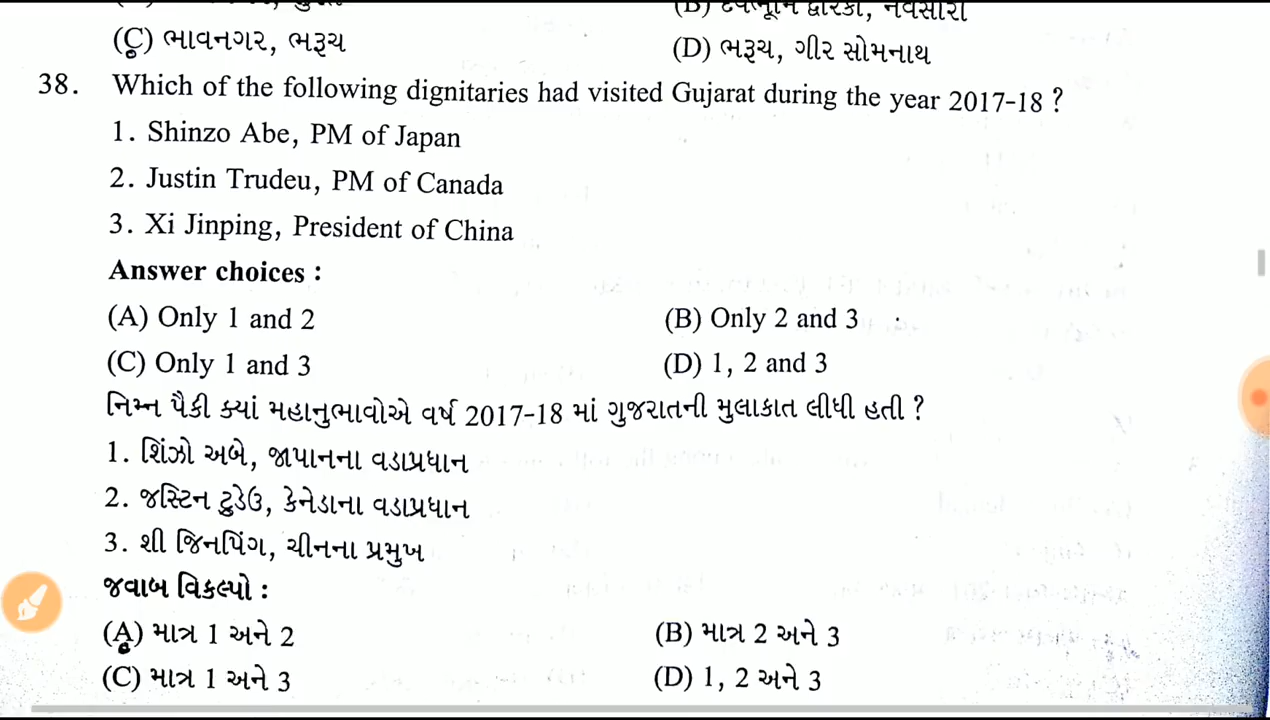 (C) ભાવનગર, ભરૂચ
(D) ભરૂચ, ગીર સોમનાથ
38. Which of the following dignitaries had visited Gujarat during the year 2017-18 ?
1. Shinzo Abe, PM of Japan
2. Justin Trudeu, PM of Canada
3. Xi Jinping, President of China
Answer choices :
(A) Only 1 and 2
(B) Only 2 and 3
(C) Only 1 and 3
(D) 1, 2 and 3
નિમ્ન પૈકી ક્યાં મહાનુભાવોએ વર્ષ 2017-18 માં ગુજરાતની મુલાકાત લીધી હતી ?
1. શિંઝો અબે, જાપાનના વડાપ્રધાન
2. જસ્ટિન ટ્રુડેઉ, કેનેડાના વડાપ્રધાન
3. શી જિનપિંગ, ચીનના પ્રમુખ
જવાબ વિકલ્પો :
(A) માત્ર 1 અને 2
(B) માત્ર 2 અને 3
(C) માત્ર 1 અને 3
(D) 1, 2 અને 3